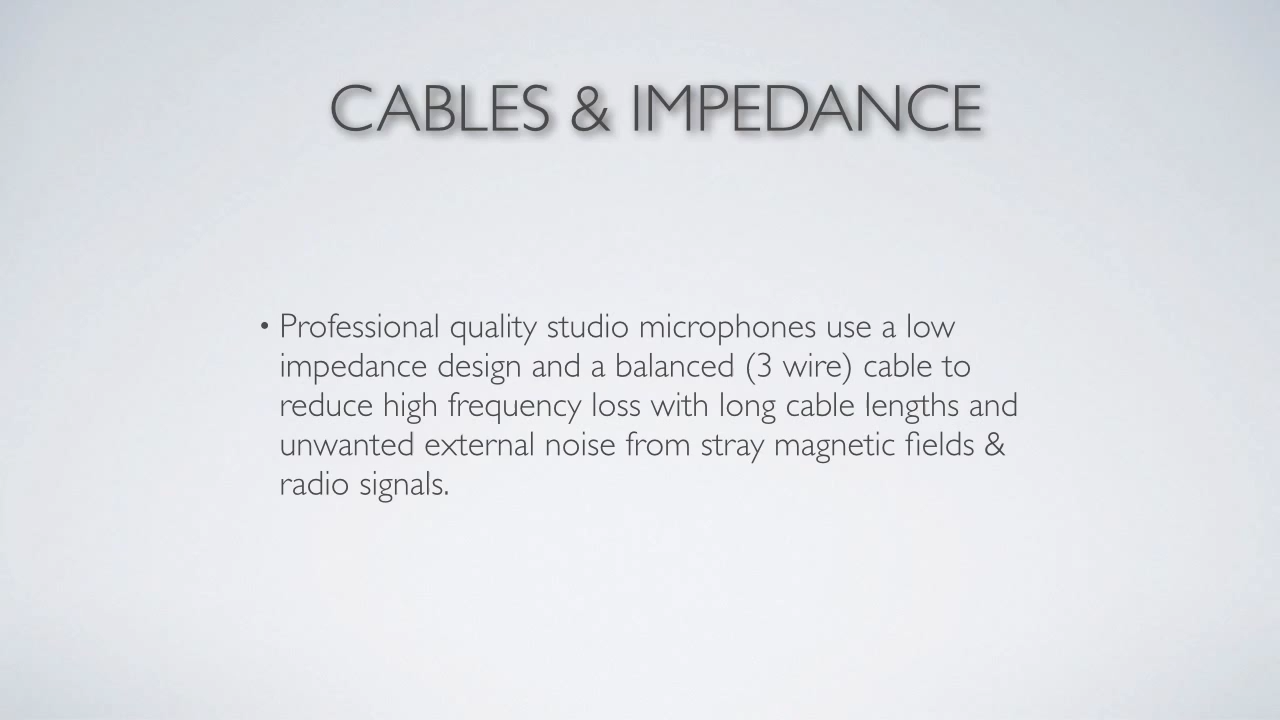 CABLES & IMPEDANCE
• Professional quality studio microphones use a low
impedance design and a balanced (3 wire) cable to
reduce high frequency loss with long cable lengths and
unwanted external noise from stray magnetic fields &
radio signals.